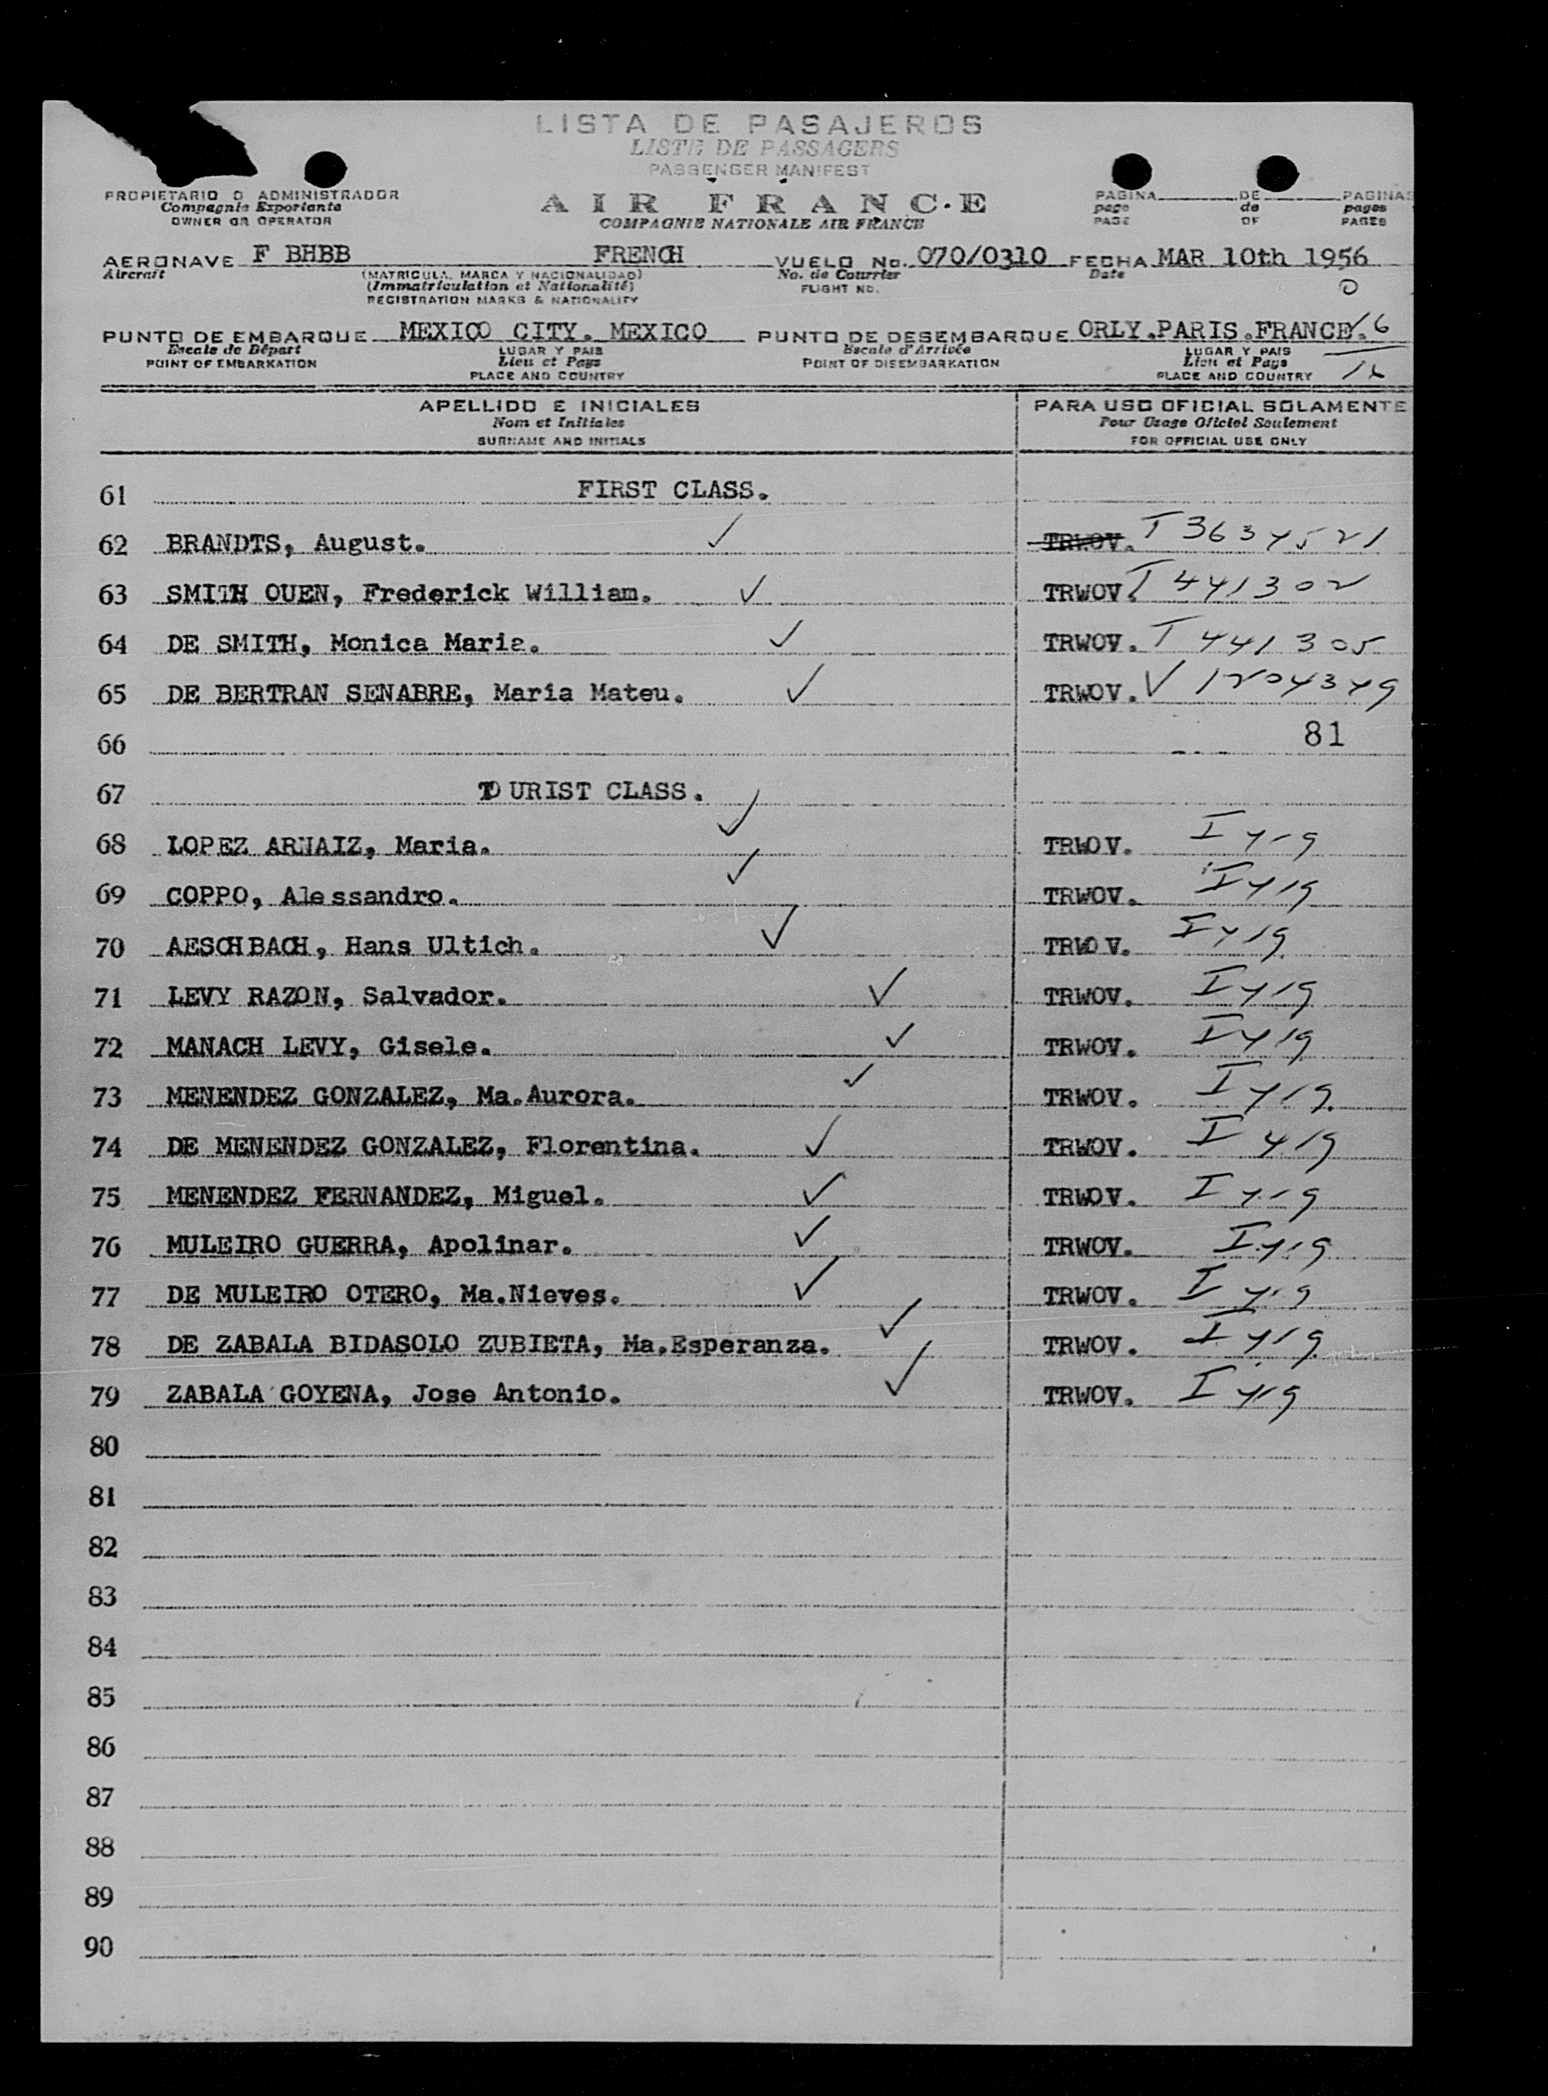 LISTA DE PASAJEROS
LISTE DE PASSAGERS
PASSENGER MANIFEST
PROPIETARIO O ADMINISTRADOR
Compagnie Exportante
OWNER OR OPERATOR
AIR FRANCE
COMPAGNIE NATIONALE AIR FRANCE
PAGINA DE PAGINAS
page de pages
PAGE OF PAGES
AERONAVE F BHBB FRENCH VUELO No. 070/0310 FECHA MAR 10th 1956
Aircraft (MATRICULA, MARCA Y NACIONALIDAD) No. de Courrier Date
(Immatriculation et Nationalité) FLIGHT NO.
REGISTRATION MARKS & NATIONALITY
0
PUNTO DE EMBARQUE MEXICO CITY. MEXICO PUNTO DE DESEMBARQUE ORLY.PARIS.FRANCE.
Escale de Départ LUGAR Y PAIS Escale d'Arrivée LUGAR Y PAIS
POINT OF EMBARKATION Lieu et Pays POINT OF DISEMBARKATION Lieu et Pays
PLACE AND COUNTRY PLACE AND COUNTRY
APELLIDO E INICIALES PARA USO OFICIAL SOLAMENTE
Nom et Initiales Pour Usage Oficiel Seulement
SURNAME AND INITIALS FOR OFFICIAL USE ONLY
61 FIRST CLASS.
62 BRANDTS, August. ✓ TRWOV. T 3634521
63 SMITH OUEN, Frederick William. ✓ TRWOV. T 441302
64 DE SMITH, Monica Maria. ✓ TRWOV. T 441305
65 DE BERTRAN SENABRE, Maria Mateu. ✓ TRWOV. V 1204349
66 81
67 TOURIST CLASS.
68 LOPEZ ARNAIZ, Maria. ✓ TRWOV. I 419
69 COPPO, Alessandro. ✓ TRWOV. I 419
70 AESCHBACH, Hans Ultich. ✓ TRWOV. I 419
71 LEVY RAZON, Salvador. ✓ TRWOV. I 419
72 MANACH LEVY, Gisele. ✓ TRWOV. I 419
73 MENENDEZ GONZALEZ, Ma.Aurora. ✓ TRWOV. I 419
74 DE MENENDEZ GONZALEZ, Florentina. ✓ TRWOV. I 419
75 MENENDEZ FERNANDEZ, Miguel. ✓ TRWOV. I 419
76 MULEIRO GUERRA, Apolinar. ✓ TRWOV. I 419
77 DE MULEIRO OTERO, Ma.Nieves. ✓ TRWOV. I 419
78 DE ZABALA BIDASOLO ZUBIETA, Ma.Esperanza. ✓ TRWOV. I 419
79 ZABALA GOYENA, Jose Antonio. ✓ TRWOV. I 419
80
81
82
83
84
85
86
87
88
89
90